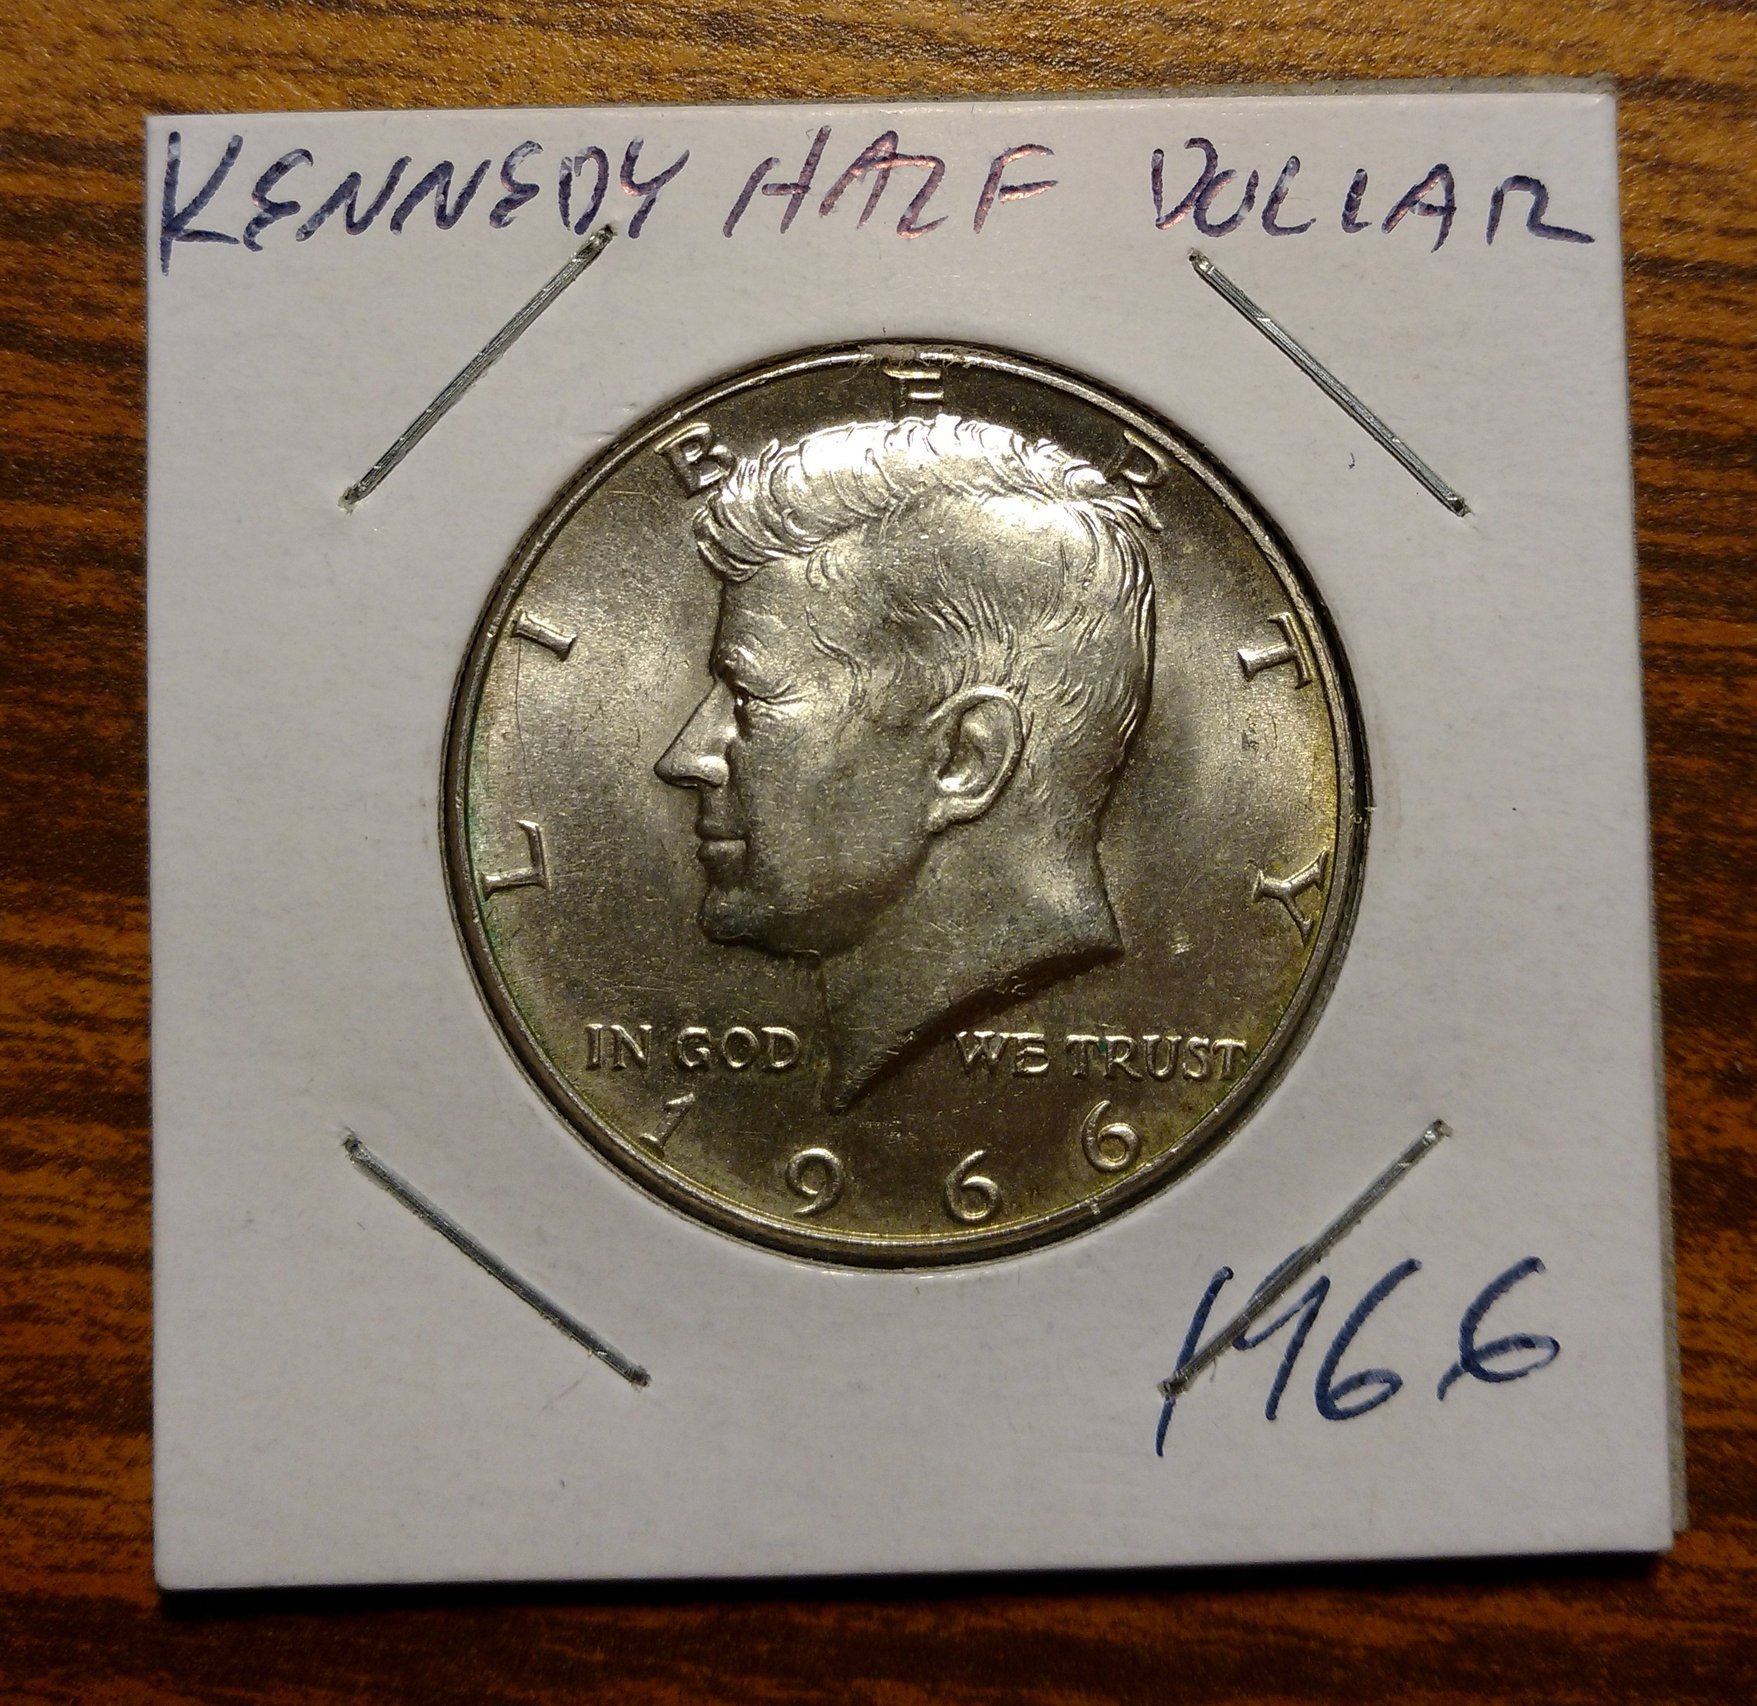 KENNEDY HALF DOLLAR
LIBERTY
IN GOD WE TRUST
1966
1966